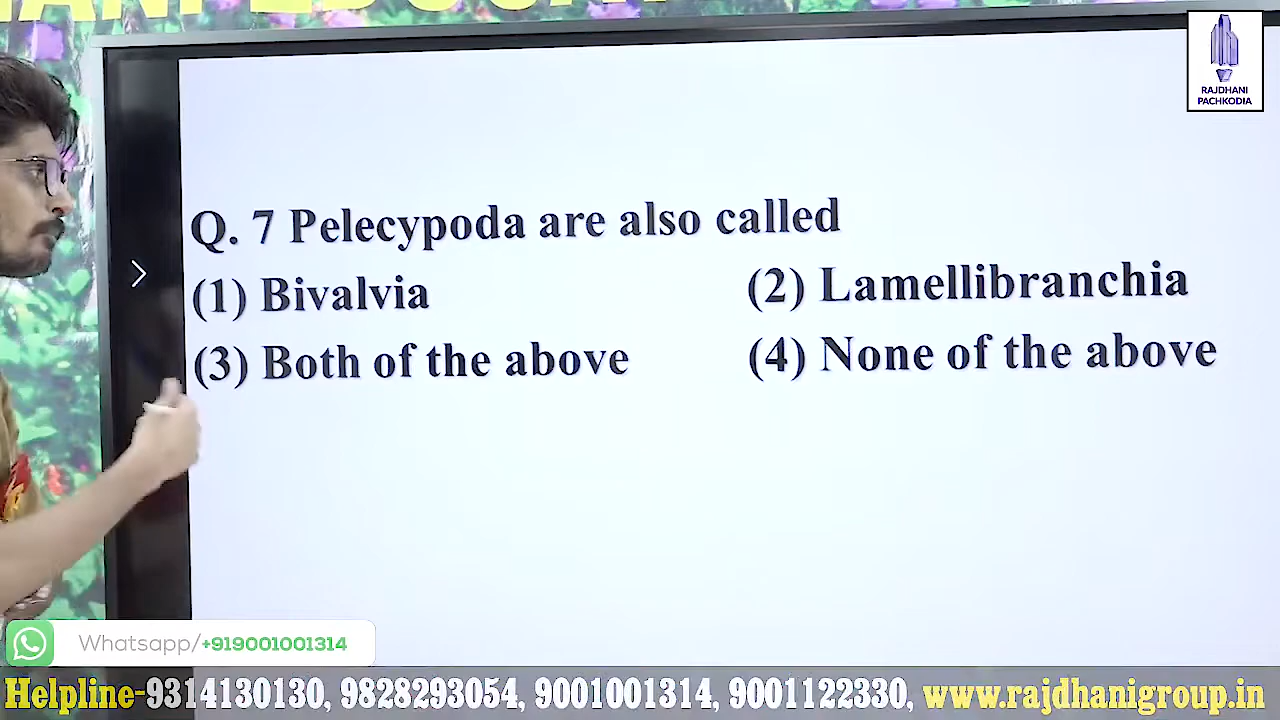 RAJDHANI
PACHKODIA
Q. 7 Pelecypoda are also called
(1) Bivalvia (2) Lamellibranchia
(3) Both of the above (4) None of the above
Whatsapp/+919001001314
Helpline-9314130130, 9828293054, 9001001314, 9001122330, www.rajdhanigroup.in